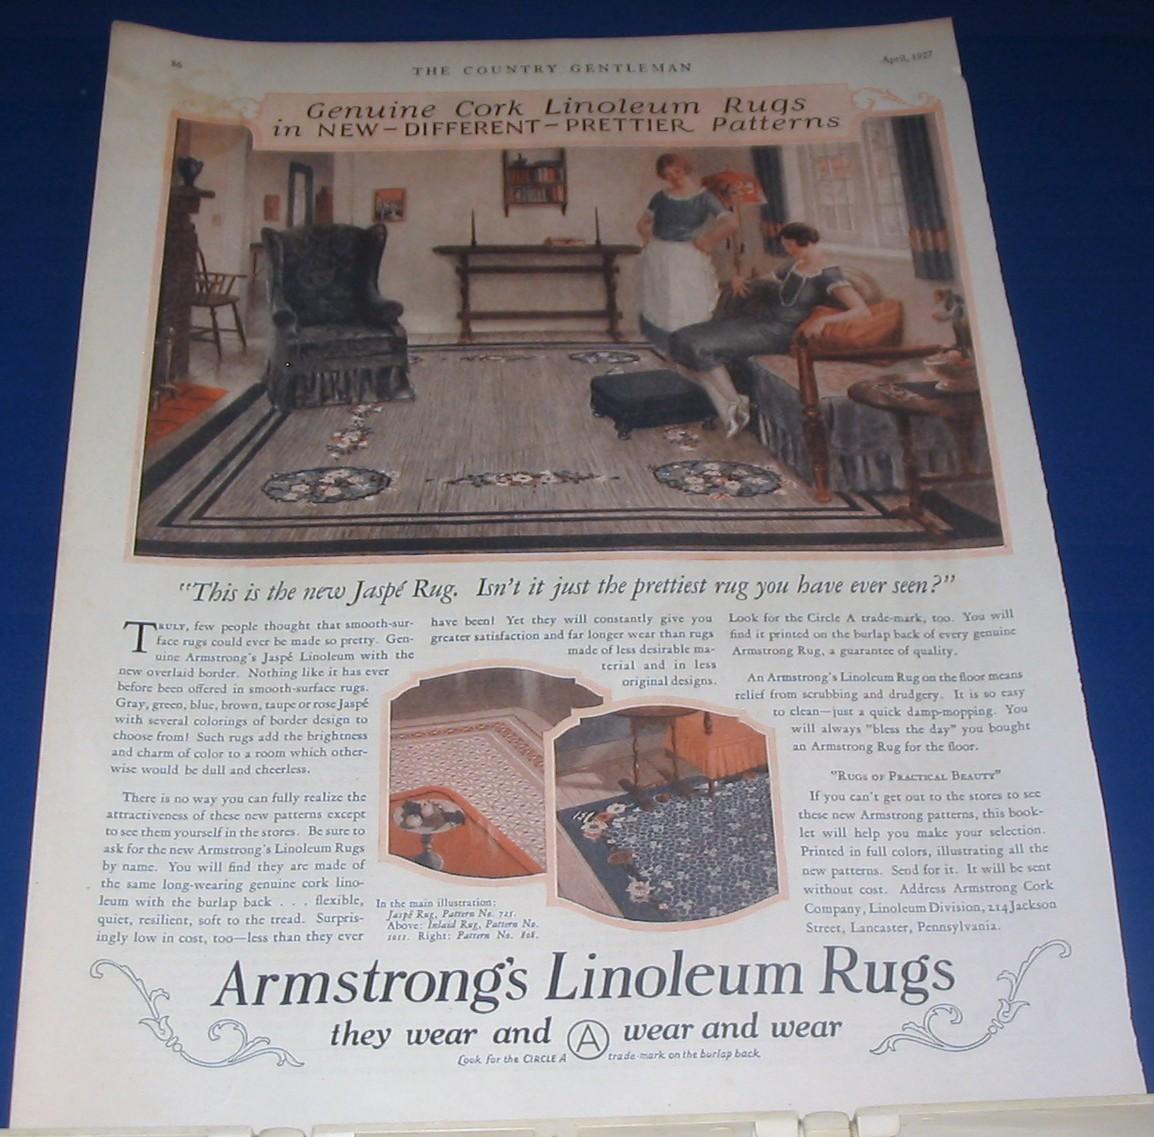 86
THE COUNTRY GENTLEMAN
April, 1927
Genuine Cork Linoleum Rugs
in NEW—DIFFERENT—PRETTIER Patterns
"This is the new Jaspé Rug. Isn't it just the prettiest rug you have ever seen?"
TRULY, few people thought that smooth-sur-
face rugs could ever be made so pretty. Gen-
uine Armstrong's Jaspé Linoleum with the
new overlaid border. Nothing like it has ever
before been offered in smooth-surface rugs.
Gray, green, blue, brown, taupe or rose Jaspé
with several colorings of border design to
choose from! Such rugs add the brightness
and charm of color to a room which other-
wise would be dull and cheerless.
There is no way you can fully realize the
attractiveness of these new patterns except
to see them yourself in the stores. Be sure to
ask for the new Armstrong's Linoleum Rugs
by name. You will find they are made of
the same long-wearing genuine cork lino-
leum with the burlap back . . . flexible,
quiet, resilient, soft to the tread. Surpris-
ingly low in cost, too—less than they ever
have been! Yet they will constantly give you
greater satisfaction and far longer wear than rugs
made of less desirable ma-
terial and in less
original designs.
In the main illustration:
Jaspé Rug, Pattern No. 725.
Above: Inlaid Rug, Pattern No.
1011. Right: Pattern No. 808.
Look for the Circle A trade-mark, too. You will
find it printed on the burlap back of every genuine
Armstrong Rug, a guarantee of quality.
An Armstrong's Linoleum Rug on the floor means
relief from scrubbing and drudgery. It is so easy
to clean—just a quick damp-mopping. You
will always "bless the day" you bought
an Armstrong Rug for the floor.
"RUGS OF PRACTICAL BEAUTY"
If you can't get out to the stores to see
these new Armstrong patterns, this book-
let will help you make your selection.
Printed in full colors, illustrating all the
new patterns. Send for it. It will be sent
without cost. Address Armstrong Cork
Company, Linoleum Division, 214 Jackson
Street, Lancaster, Pennsylvania.
Armstrong's Linoleum Rugs
they wear and A wear and wear
Look for the CIRCLE A trade-mark on the burlap back